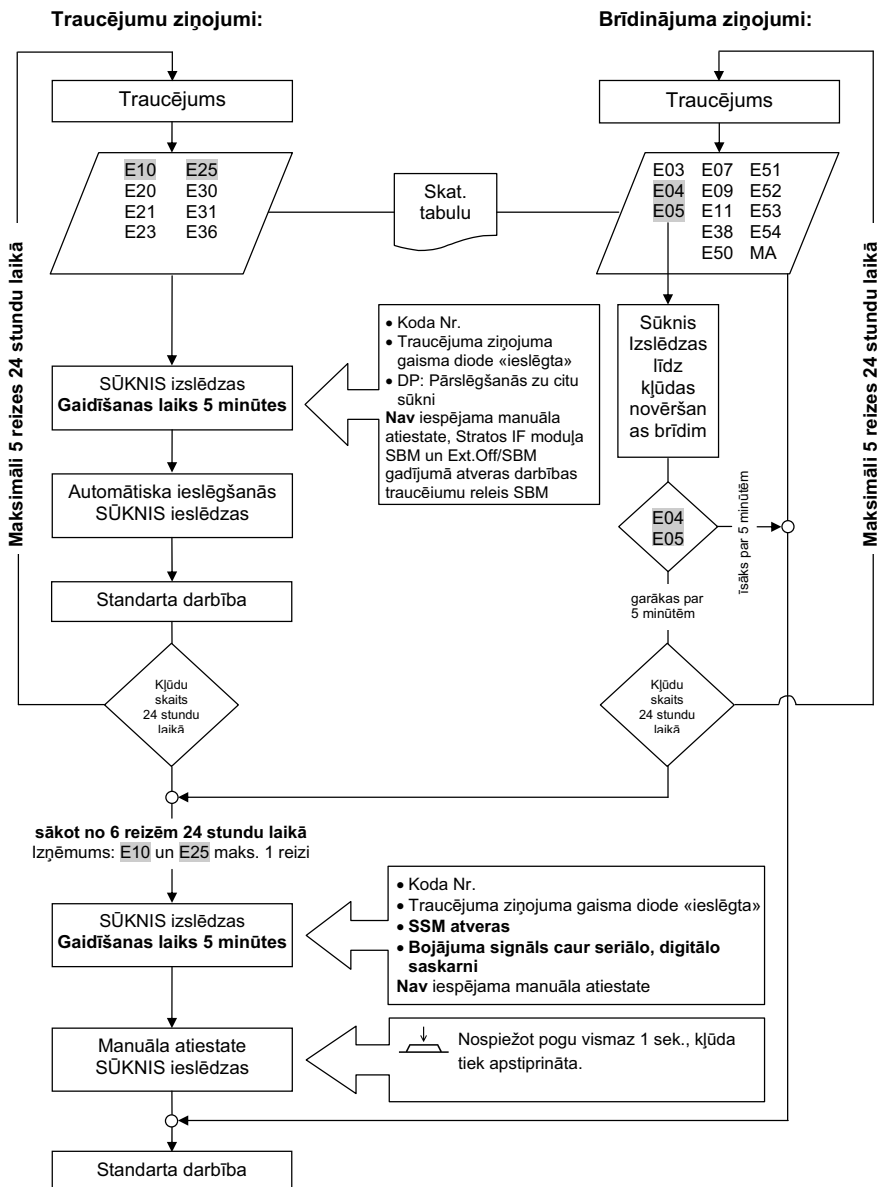 Traucējumu ziņojumi:
Traucējums
E10 E25
E20 E30
E21 E31
E23 E36
Maksimāli 5 reizes 24 stundu laikā
Skat.
tabulu
SŪKNIS izslēdzas
Gaidīšanas laiks 5 minūtes
• Koda Nr.
• Traucējuma ziņojuma
gaisma diode «ieslēgta»
• DP: Pārslēgšanās zu citu
sūkni
Nav iespējama manuāla
atiestate, Stratos IF moduļa
SBM un Ext.Off/SBM
gadījumā atveras darbības
traucēiumu releis SBM
Automātiska ieslēgšanās
SŪKNIS ieslēdzas
Standarta darbība
Kļūdu
skaits
24 stundu
laikā
Brīdinājuma ziņojumi:
Traucējums
E03 E07 E51
E04 E09 E52
E05 E11 E53
E38 E54
E50 MA
Maksimāli 5 reizes 24 stundu laikā
Sūknis
Izslēdzas
līdz
kļūdas
novēršan
as brīdim
E04
E05
īsāks par 5 minūtēm
garākas par
5 minūtēm
Kļūdu
skaits
24 stundu
laikā
sākot no 6 reizēm 24 stundu laikā
Izņēmums: E10 un E25 maks. 1 reizi
SŪKNIS izslēdzas
Gaidīšanas laiks 5 minūtes
• Koda Nr.
• Traucējuma ziņojuma gaisma diode «ieslēgta»
• SSM atveras
• Bojājuma signāls caur seriālo, digitālo
saskarni
Nav iespējama manuāla atiestate
Manuāla atiestate
SŪKNIS ieslēdzas
Nospiežot pogu vismaz 1 sek., kļūda
tiek apstiprināta.
Standarta darbība